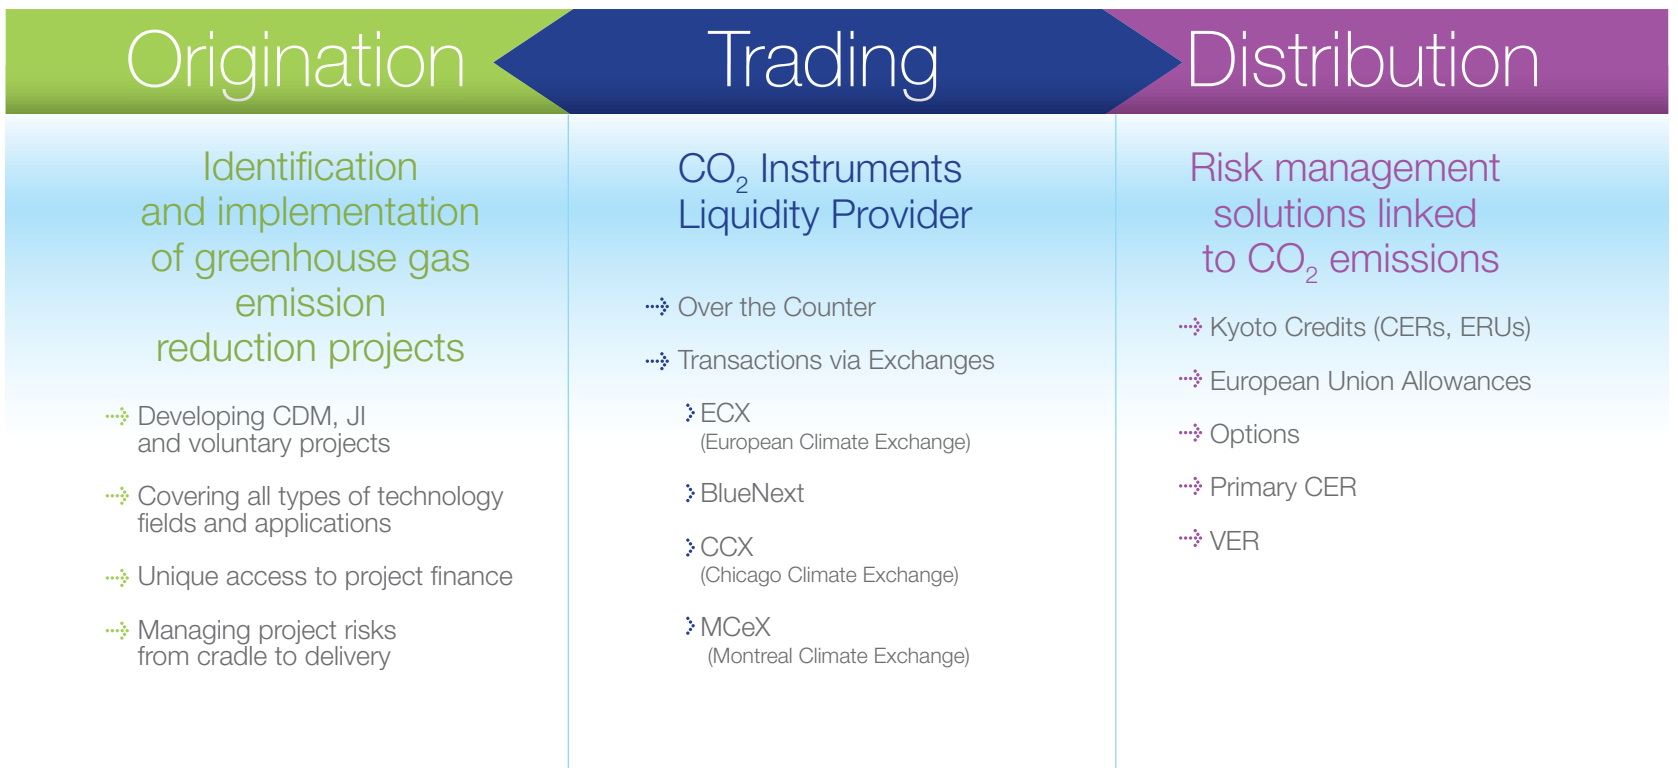 Origination
Trading
Distribution
Identification
and implementation
of greenhouse gas
emission
reduction projects
Developing CDM, JI
and voluntary projects
Covering all types of technology
fields and applications
Unique access to project finance
Managing project risks
from cradle to delivery
CO₂ Instruments
Liquidity Provider
Over the Counter
Transactions via Exchanges
ECX
(European Climate Exchange)
BlueNext
CCX
(Chicago Climate Exchange)
MCeX
(Montreal Climate Exchange)
Risk management
solutions linked
to CO₂ emissions
Kyoto Credits (CERs, ERUs)
European Union Allowances
Options
Primary CER
VER